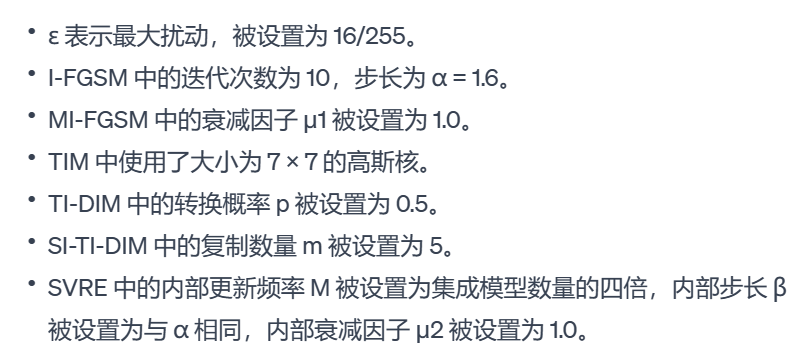 • ε 表示最大扰动，被设置为 16/255。
• I-FGSM 中的迭代次数为 10，步长为 α = 1.6。
• MI-FGSM 中的衰减因子 μ1 被设置为 1.0。
• TIM 中使用了大小为 7 × 7 的高斯核。
• TI-DIM 中的转换概率 p 被设置为 0.5。
• SI-TI-DIM 中的复制数量 m 被设置为 5。
• SVRE 中的内部更新频率 M 被设置为集成模型数量的四倍，内部步长 β
被设置为与 α 相同，内部衰减因子 μ2 被设置为 1.0。